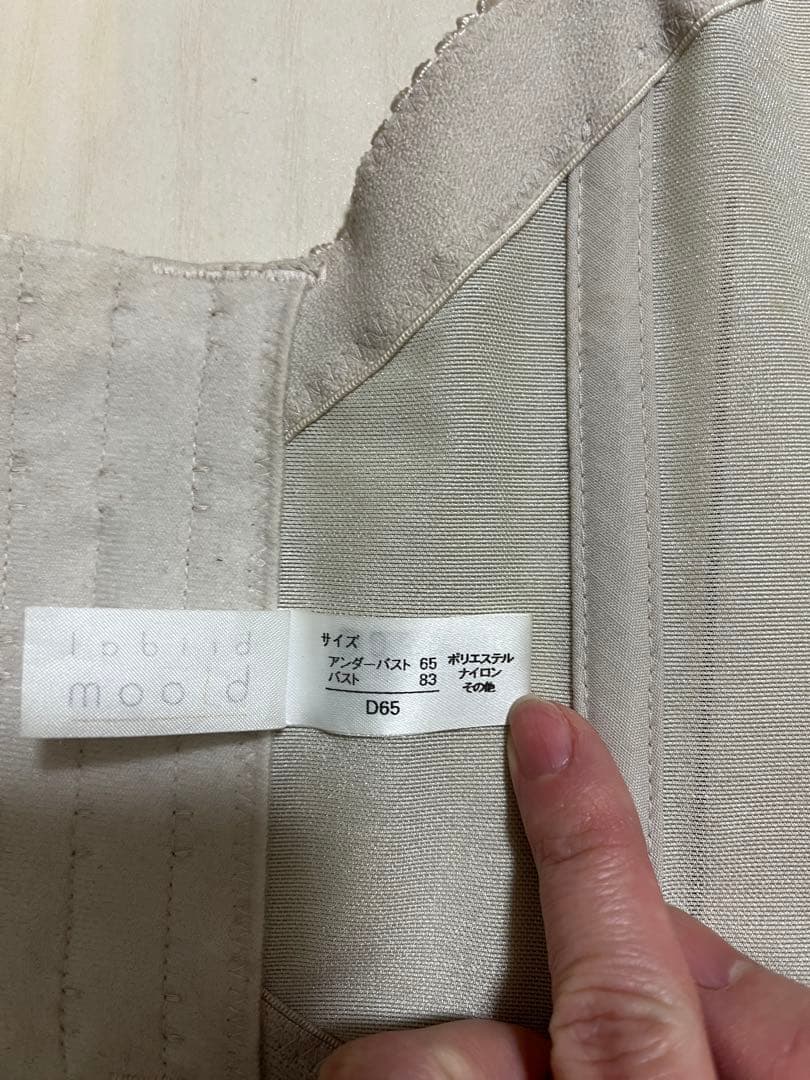 サイズ
アンダーバスト 65
バスト 83
D65
ポリエステル
ナイロン
その他